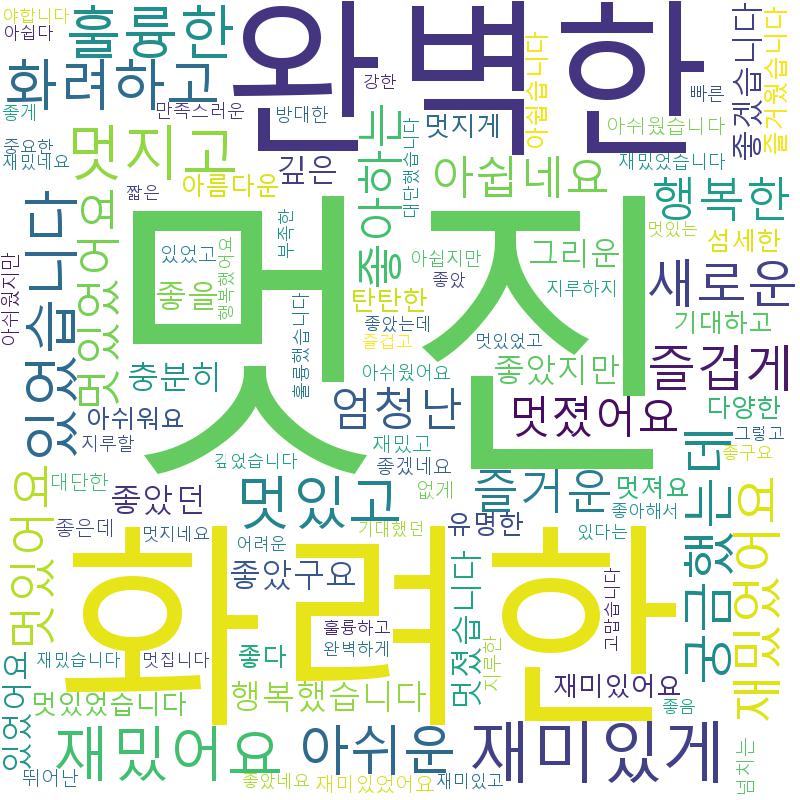 야합니다
아쉽다
훌륭한
완벽한
강한
빠른
좋겠습니다
즐거웠습니다
아쉽습니다
화려하고
좋게
만족스러운
방대한
멋지게
아쉬웠습니다
중요한
재밌네요
멋지고
좋아하는
대단했습니다
재밌었습니다
짧은
아름다운
깊은
아쉽네요
행복한
멋진
있었습니다
멋있었어요
아쉬웠지만
있었고
좋을
행복했어요
부족한
훌륭했습니다
아쉽지만
좋았
그리운
지루하지
멋있는
섬세한
새로운
탄탄한
좋았는데
즐겁고
멋있었고
기대하고
충분히
아쉬웠어요
좋았지만
즐겁게
아쉬워요
지루할
엄청난
멋졌어요
다양한
재밌고
그렇고
깊었습니다
좋겠네요
좋구요
멋있어요
대단한
좋았던
멋있고
없게
즐거운
멋져요
좋아해서
궁금했는데
재밌었어요
좋은데
멋지네요
기대했던
유명한
있다는
어려운
화려한
좋았구요
멋졌습니다
고맙습니다
훌륭하고
완벽하게
지루한
있었어요
재밌습니다
멋집니다
좋다
재미있어요
멋있었습니다
행복했습니다
좋음
재밌어요
아쉬운
재미있게
넘치는
뛰어난
좋았네요
재미있었어요
재미있고